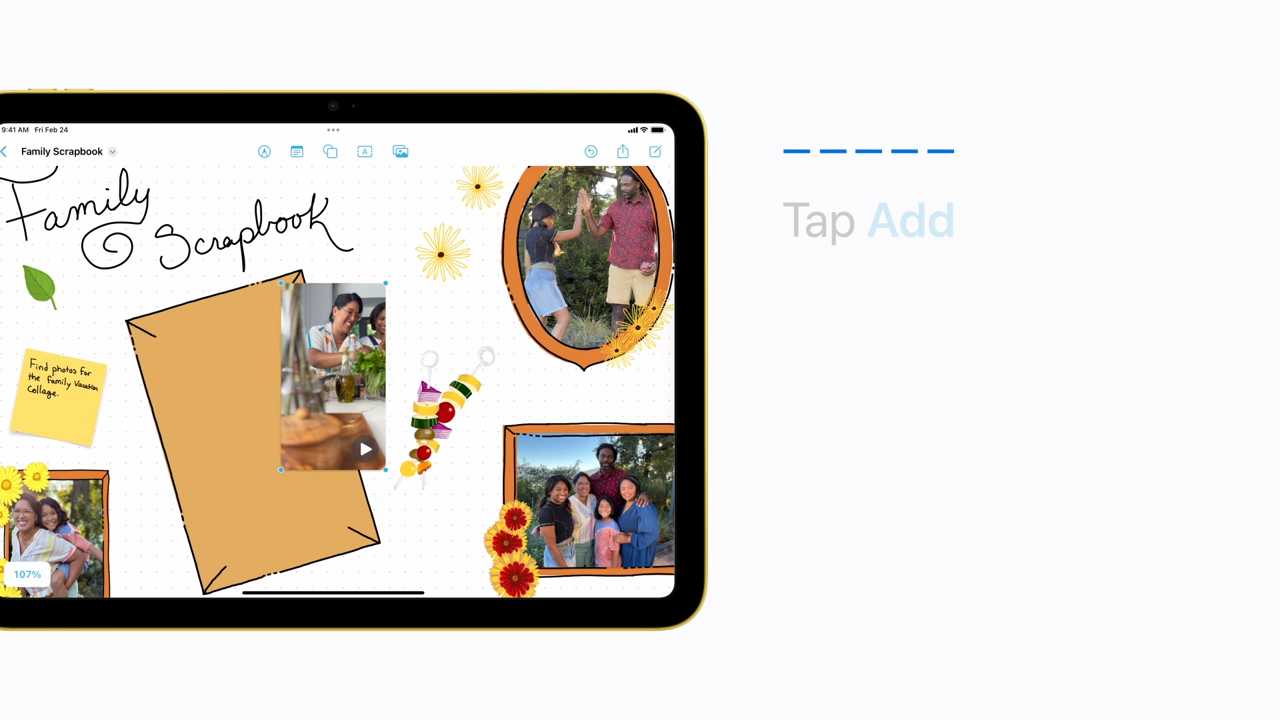 9:41 AM Fri Feb 24
Family Scrapbook
A
Family
Scrapbook
Find photos for
the family vacation
collage.
107%
Tap Add